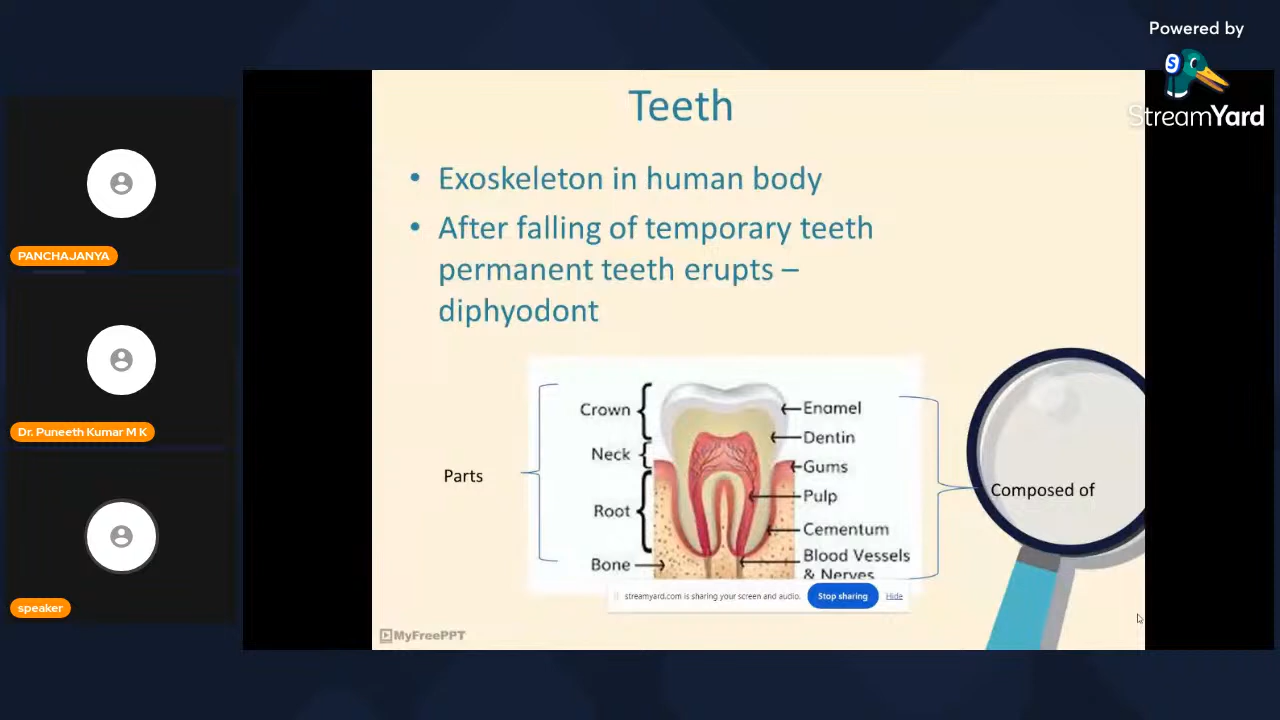 Powered by
StreamYard
Teeth
• Exoskeleton in human body
• After falling of temporary teeth
permanent teeth erupts –
diphyodont
Parts
Crown
Neck
Root
Bone
Enamel
Dentin
Gums
Pulp
Cementum
Blood Vessels
& Nerves
Composed of
streamyard.com is sharing your screen and audio.
Stop sharing
Hide
MyFreePPT
PANCHAJANYA
Dr. Puneeth Kumar M K
speaker